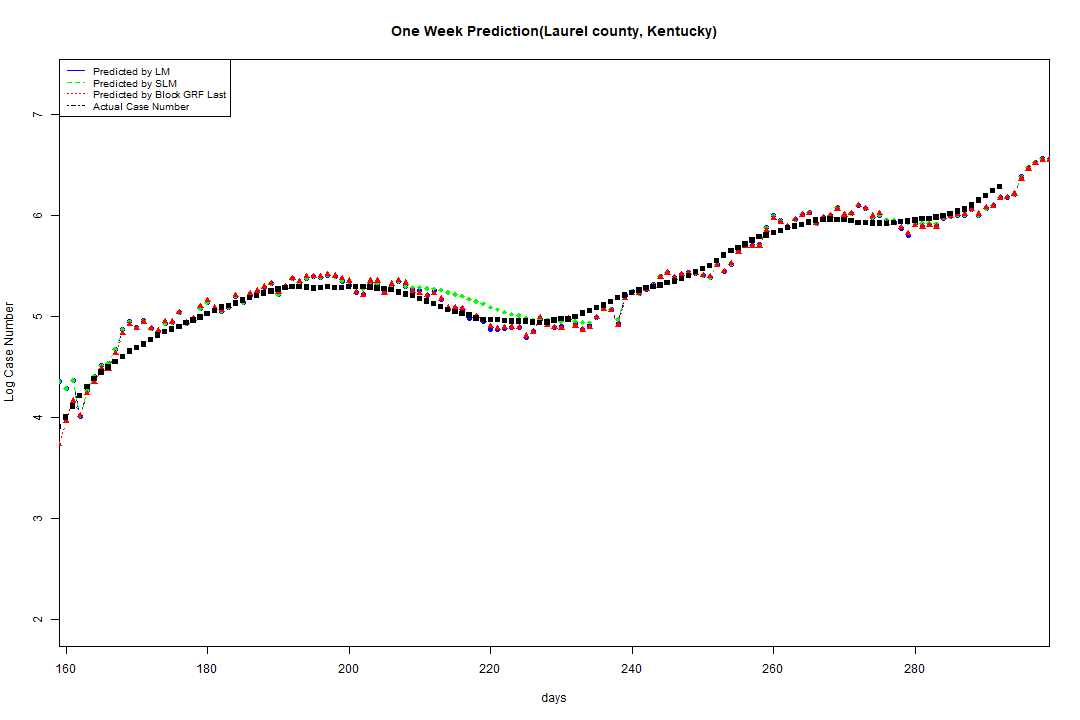 One Week Prediction(Laurel county, Kentucky)
Predicted by LM
Predicted by SLM
Predicted by Block GRF Last
Actual Case Number
Log Case Number
7
6
5
4
3
2
160 180 200 220 240 260 280
days